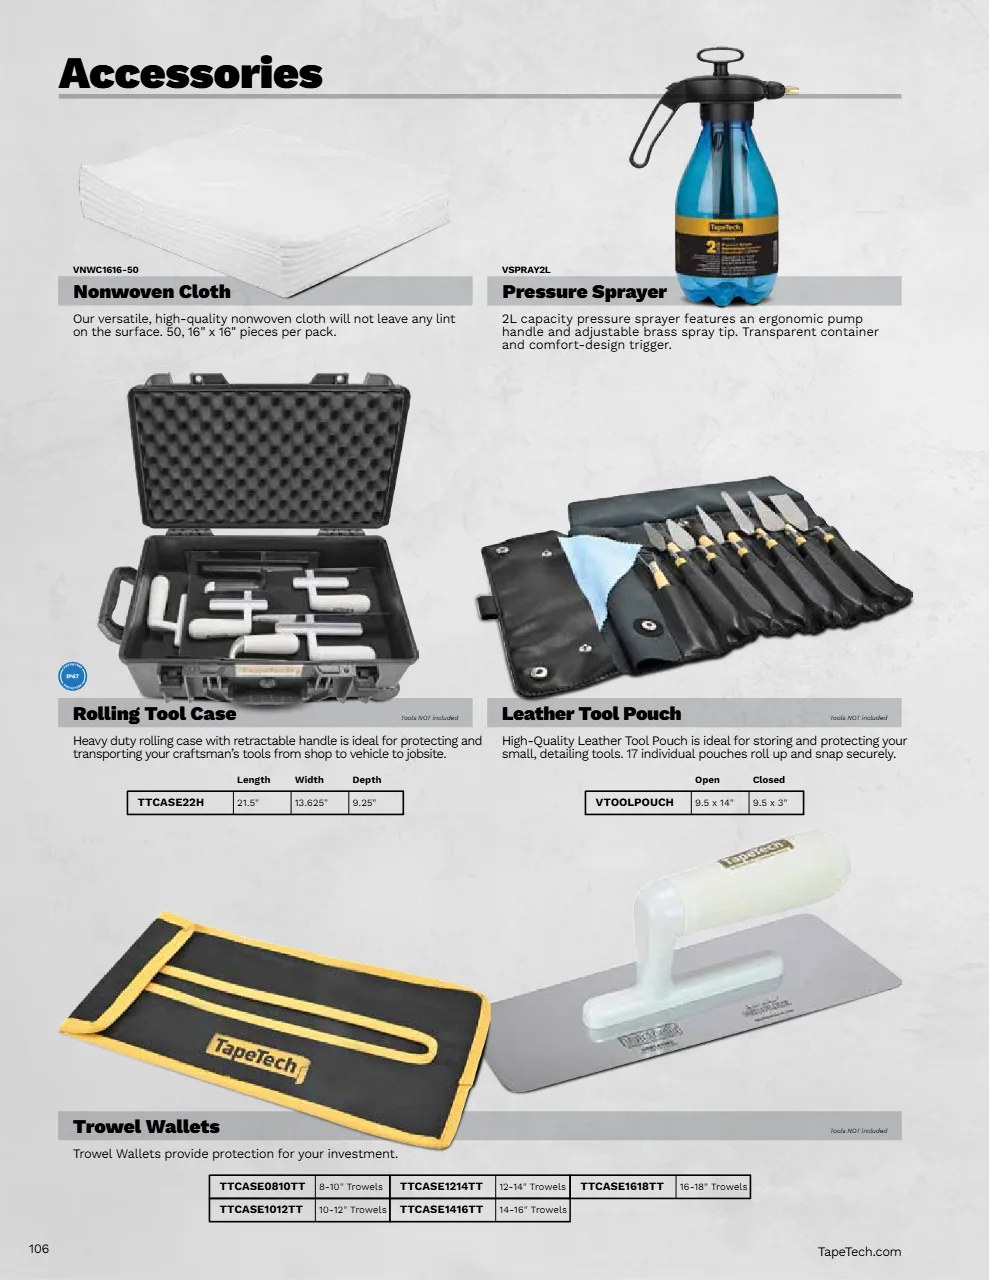 Accessories
TapeTech
2
VNWC1616-50
Nonwoven Cloth
Our versatile, high-quality nonwoven cloth will not leave any lint
on the surface. 50, 16" x 16" pieces per pack.
VSPRAY2L
Pressure Sprayer
2L capacity pressure sprayer features an ergonomic pump
handle and adjustable brass spray tip. Transparent container
and comfort-design trigger.
TapeTech
IP67
Rolling Tool Case
Tools NOT included
Heavy duty rolling case with retractable handle is ideal for protecting and
transporting your craftsman's tools from shop to vehicle to jobsite.
Length Width Depth
TTCASE22H 21.5" 13.625" 9.25"
Leather Tool Pouch
Tools NOT included
High-Quality Leather Tool Pouch is ideal for storing and protecting your
small, detailing tools. 17 individual pouches roll up and snap securely.
Open Closed
VTOOLPOUCH 9.5 x 14" 9.5 x 3"
TapeTech
TapeTech
Trowel Wallets
Tools NOT included
Trowel Wallets provide protection for your investment.
TTCASE0810TT 8-10" Trowels TTCASE1214TT 12-14" Trowels TTCASE1618TT 16-18" Trowels
TTCASE1012TT 10-12" Trowels TTCASE1416TT 14-16" Trowels
106
TapeTech.com